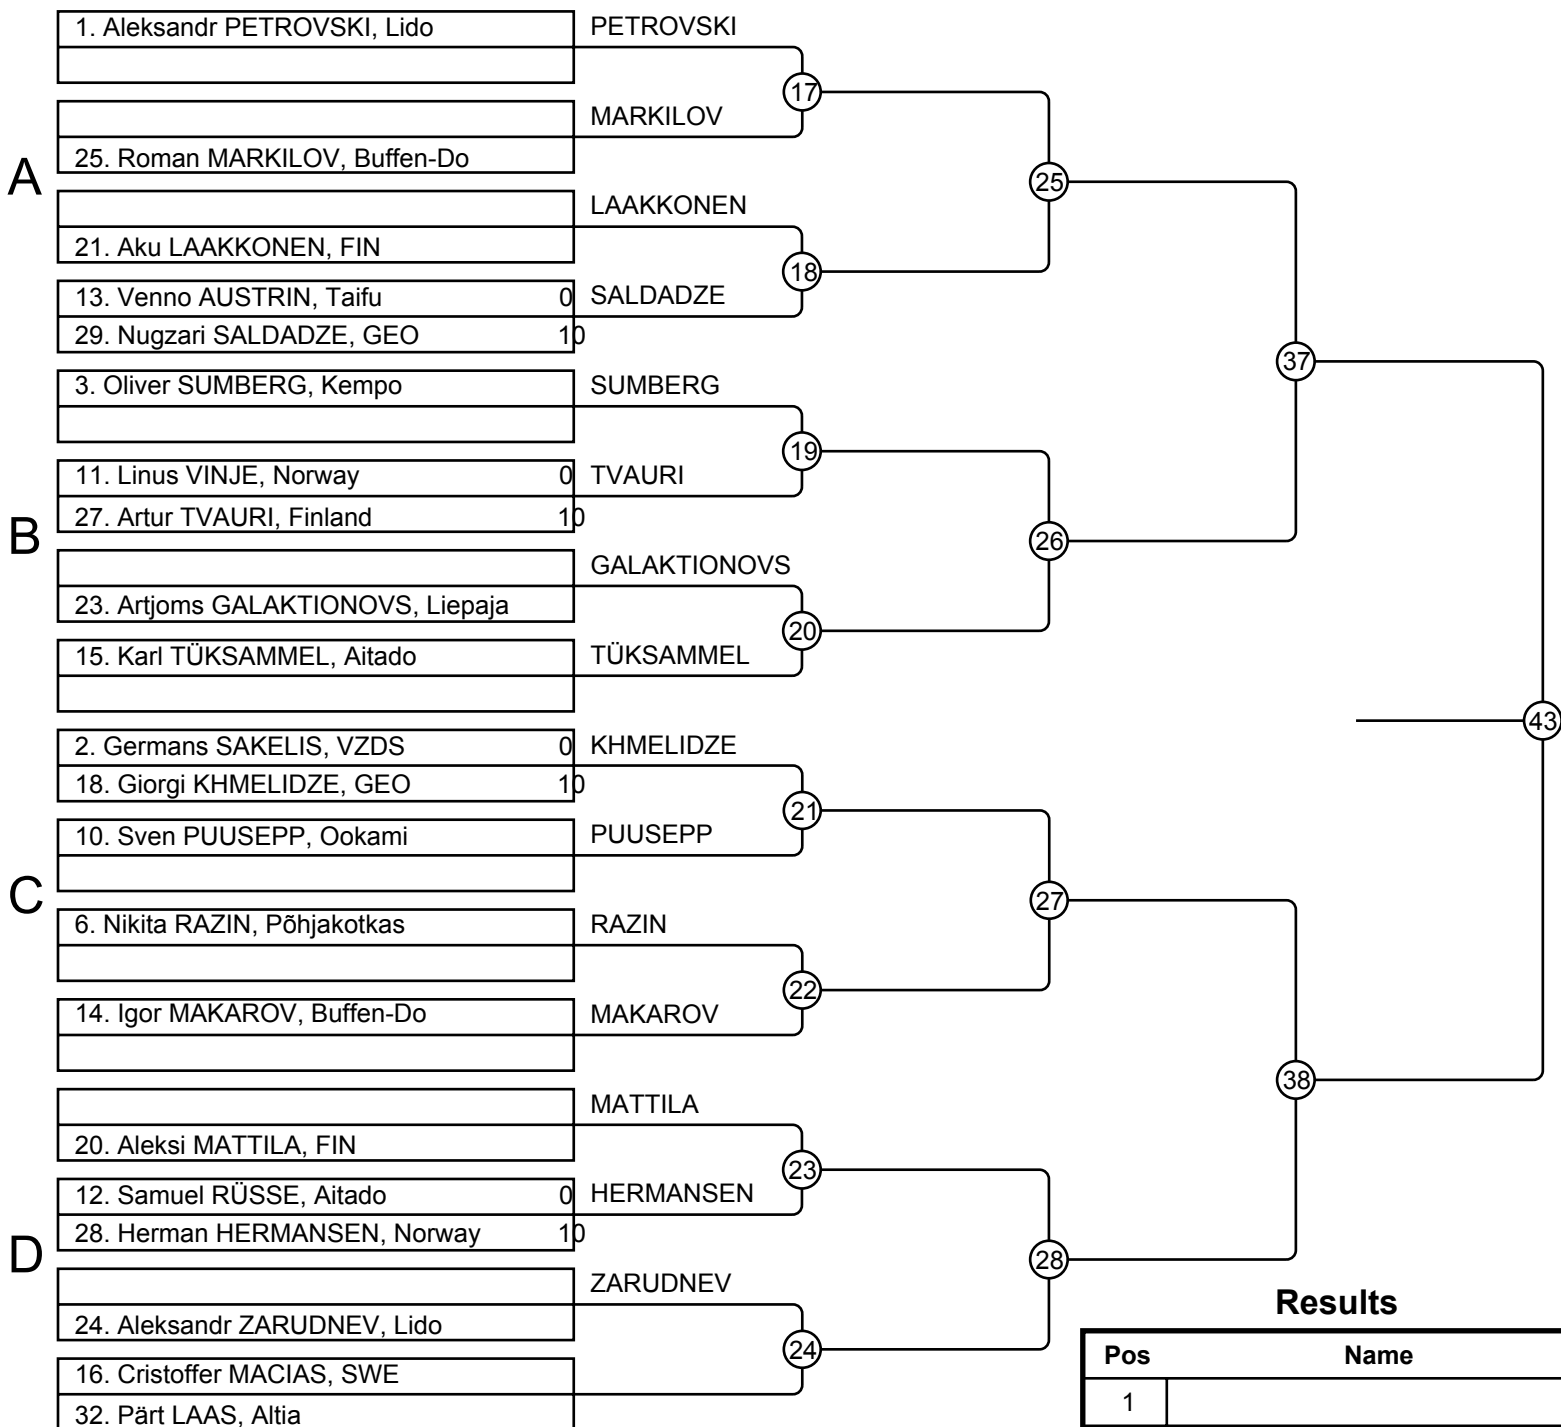 1. Aleksandr PETROVSKI, Lido
PETROVSKI
17
MARKILOV
25. Roman MARKILOV, Buffen-Do
A
25
LAAKKONEN
21. Aku LAAKKONEN, FIN
18
13. Venno AUSTRIN, Taifu 0
SALDADZE
29. Nugzari SALDADZE, GEO 10
37
3. Oliver SUMBERG, Kempo
SUMBERG
19
11. Linus VINJE, Norway 0
TVAURI
27. Artur TVAURI, Finland 10
B
26
GALAKTIONOVS
23. Artjoms GALAKTIONOVS, Liepaja
20
15. Karl TÜKSAMMEL, Aitado
TÜKSAMMEL
43
2. Germans SAKELIS, VZDS 0
KHMELIDZE
18. Giorgi KHMELIDZE, GEO 10
21
10. Sven PUUSEPP, Ookami
PUUSEPP
C
27
6. Nikita RAZIN, Põhjakotkas
RAZIN
22
14. Igor MAKAROV, Buffen-Do
MAKAROV
38
MATTILA
20. Aleksi MATTILA, FIN
23
12. Samuel RÜSSE, Aitado 0
HERMANSEN
28. Herman HERMANSEN, Norway 10
D
28
ZARUDNEV
24. Aleksandr ZARUDNEV, Lido
24
16. Cristoffer MACIAS, SWE
32. Pärt LAAS, Altia
Results
Pos Name
1